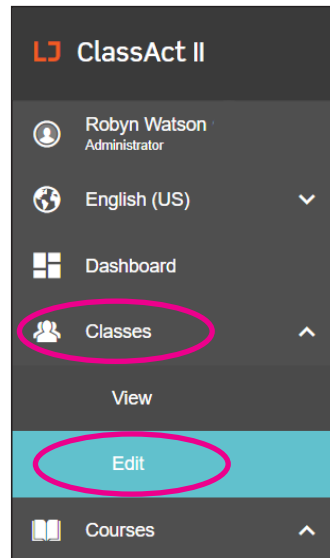 LJ ClassAct II
Robyn Watson
Administrator
English (US)
Dashboard
Classes
View
Edit
Courses